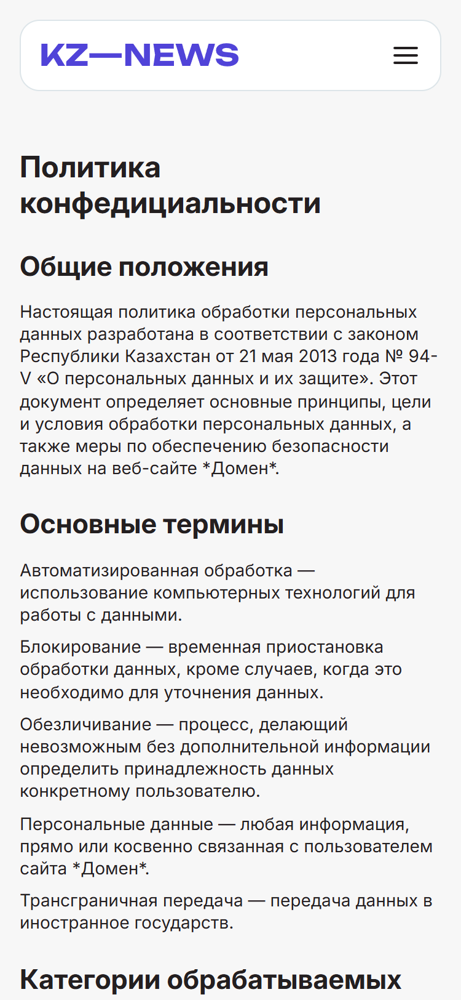 KZ—NEWS
Политика
конфедициальности
Общие положения
Настоящая политика обработки персональных
данных разработана в соответствии с законом
Республики Казахстан от 21 мая 2013 года № 94-
V «О персональных данных и их защите». Этот
документ определяет основные принципы, цели
и условия обработки персональных данных, а
также меры по обеспечению безопасности
данных на веб-сайте *Домен*.
Основные термины
Автоматизированная обработка —
использование компьютерных технологий для
работы с данными.
Блокирование — временная приостановка
обработки данных, кроме случаев, когда это
необходимо для уточнения данных.
Обезличивание — процесс, делающий
невозможным без дополнительной информации
определить принадлежность данных
конкретному пользователю.
Персональные данные — любая информация,
прямо или косвенно связанная с пользователем
сайта *Домен*.
Трансграничная передача — передача данных в
иностранное государств.
Категории обрабатываемых